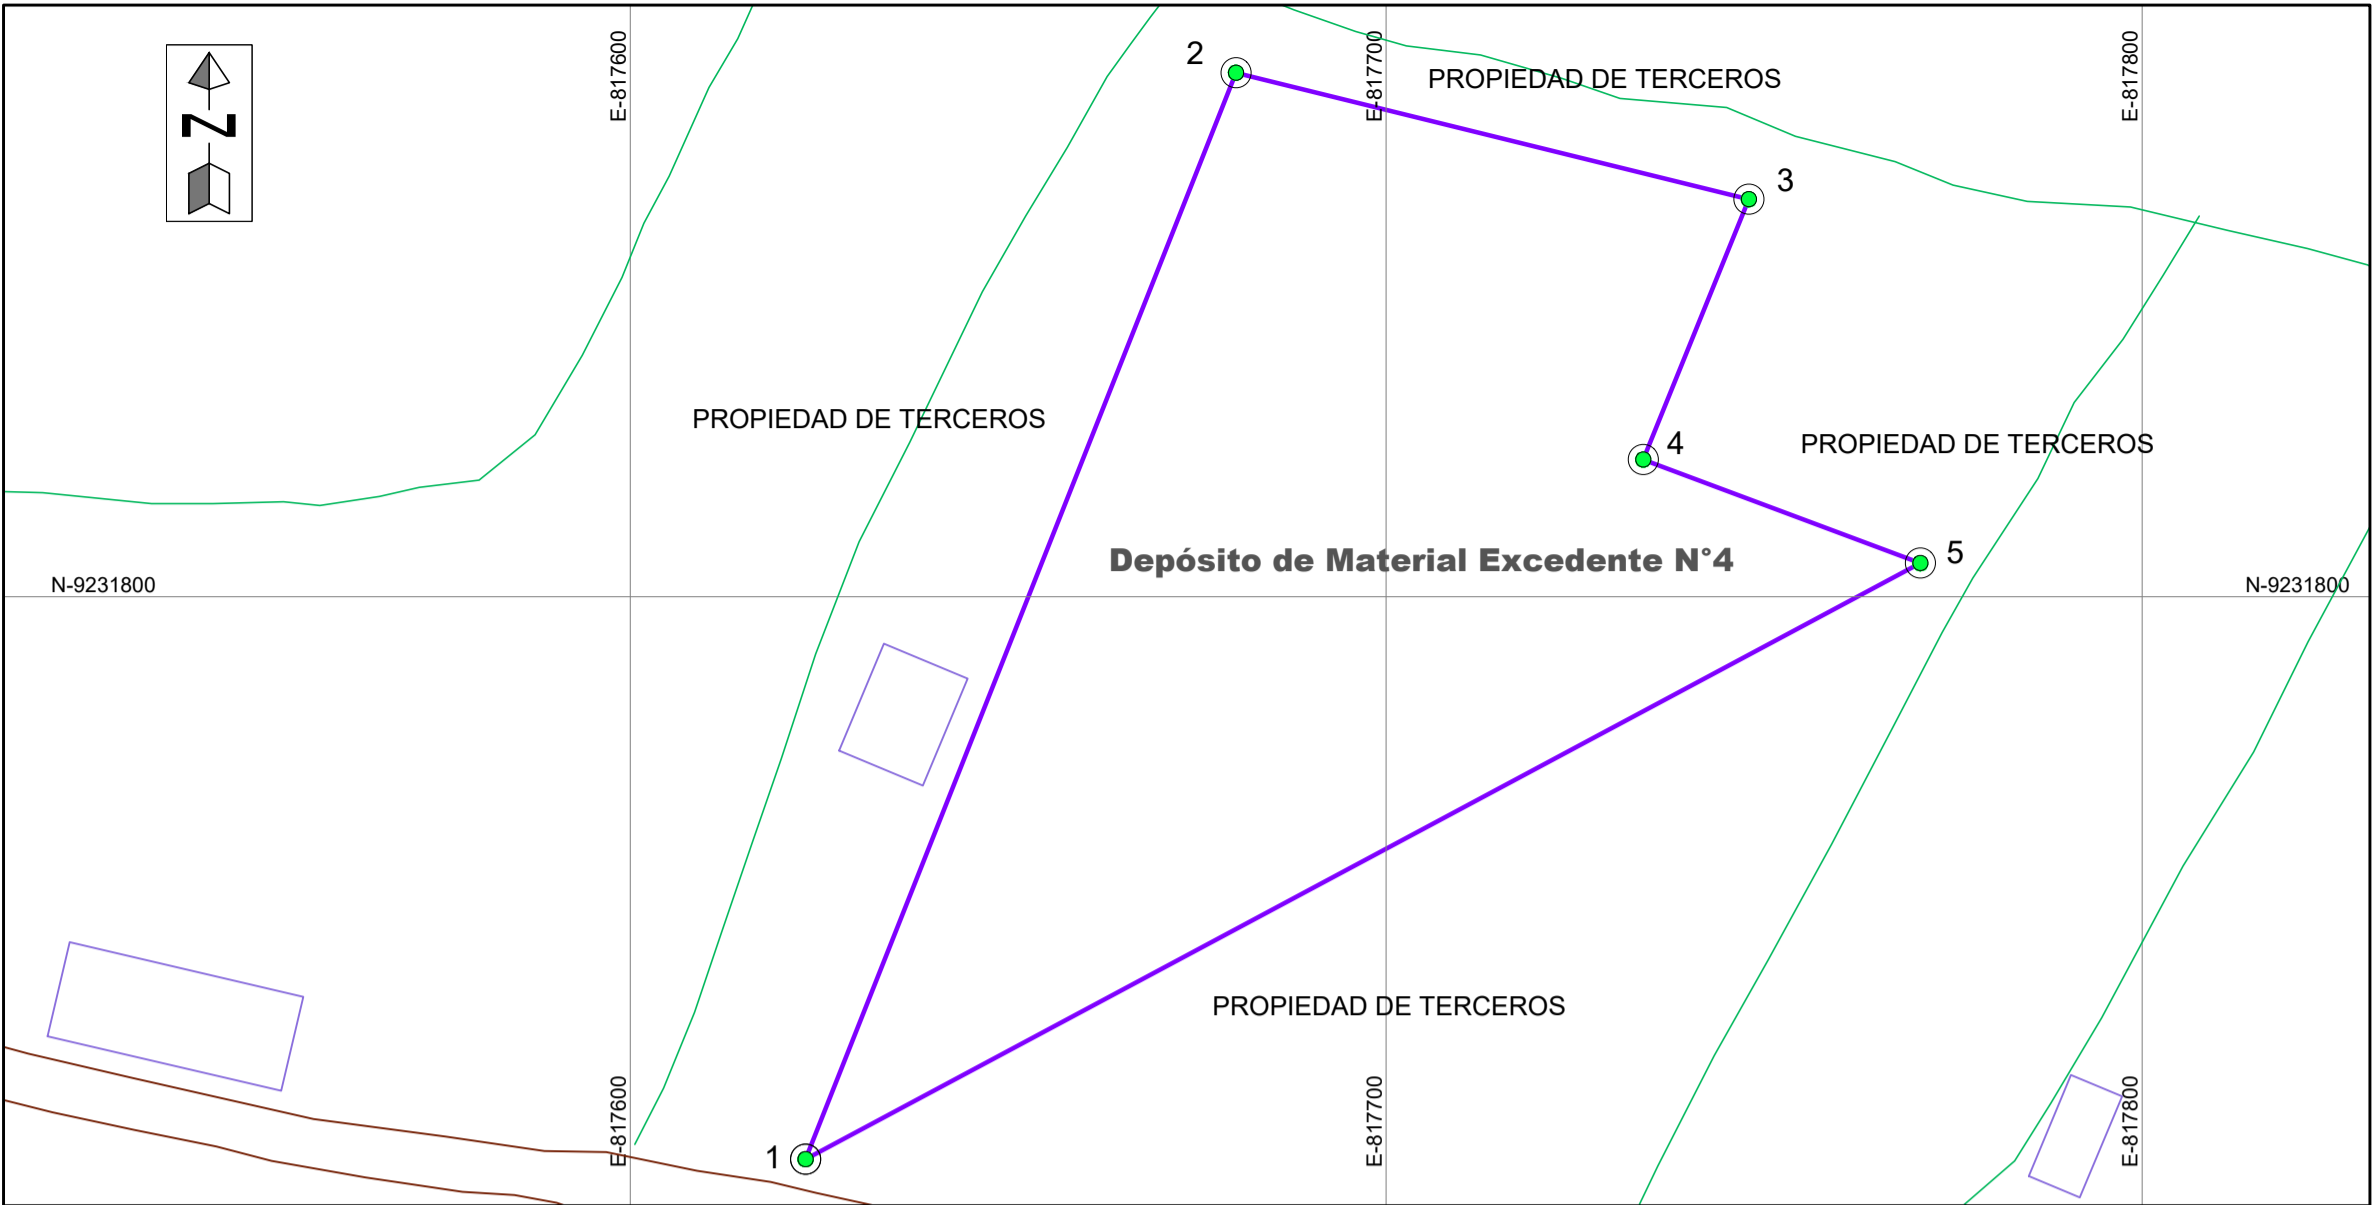 E-817600
E-817700
E-817800
2
PROPIEDAD DE TERCEROS
N
3
PROPIEDAD DE TERCEROS
4
PROPIEDAD DE TERCEROS
Depósito de Material Excedente N°4
5
N-9231800
N-9231800
PROPIEDAD DE TERCEROS
E-817600
E-817700
E-817800
1